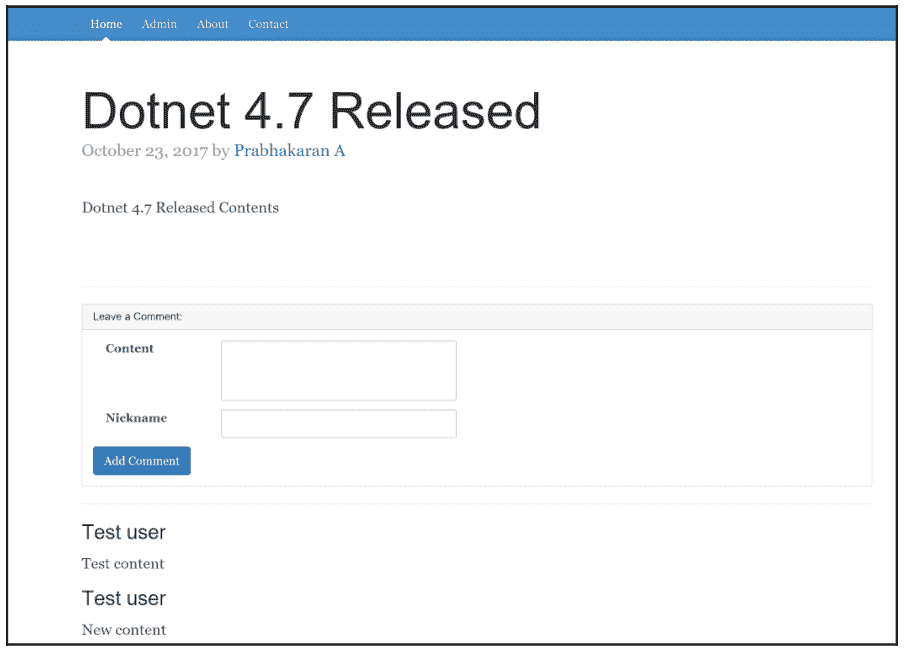 Home Admin About Contact
Dotnet 4.7 Released
October 23, 2017 by Prabhakaran A
Dotnet 4.7 Released Contents
Leave a Comment:
Content
Nickname
Add Comment
Test user
Test content
Test user
New content